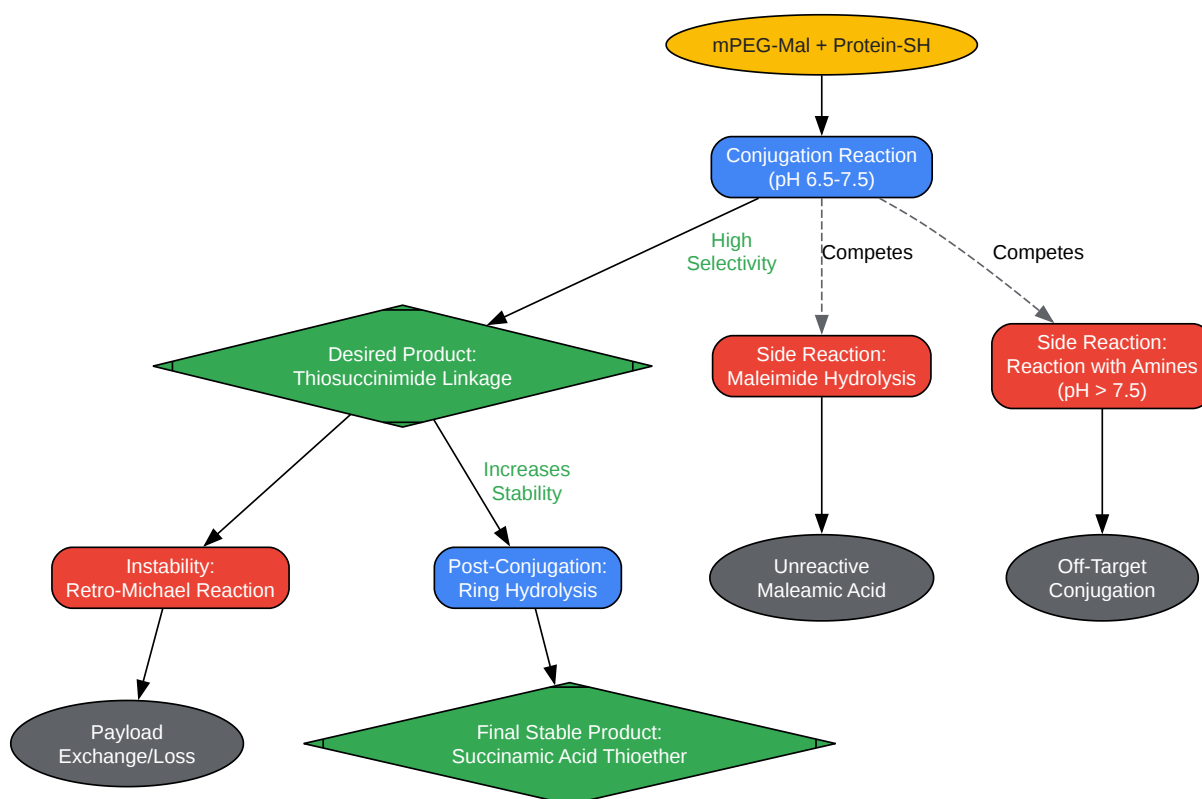 mPEG-Mal + Protein-SH
Conjugation Reaction
(pH 6.5-7.5)
High
Selectivity
Competes
Competes
Desired Product:
Thiosuccinimide Linkage
Side Reaction:
Maleimide Hydrolysis
Side Reaction:
Reaction with Amines
(pH > 7.5)
Increases
Stability
Instability:
Retro-Michael Reaction
Post-Conjugation:
Ring Hydrolysis
Unreactive
Maleamic Acid
Off-Target
Conjugation
Payload
Exchange/Loss
Final Stable Product:
Succinamic Acid Thioether